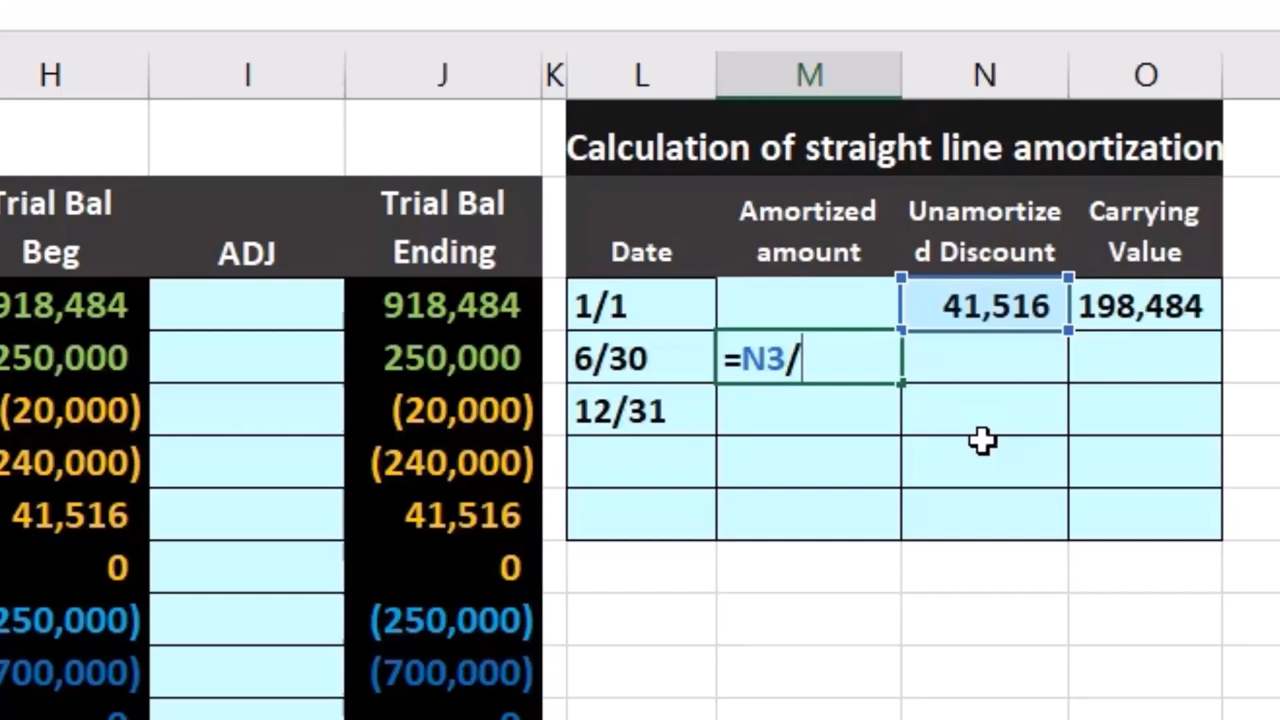 H I J K L M N O
Calculation of straight line amortization
Trial Bal Trial Bal Amortized Unamortize Carrying
Beg ADJ Ending Date amount d Discount Value
918,484 918,484 1/1 41,516 198,484
250,000 250,000 6/30 =N3/
(20,000) (20,000) 12/31
240,000) (240,000)
41,516 41,516
0 0
250,000) (250,000)
700,000) (700,000)